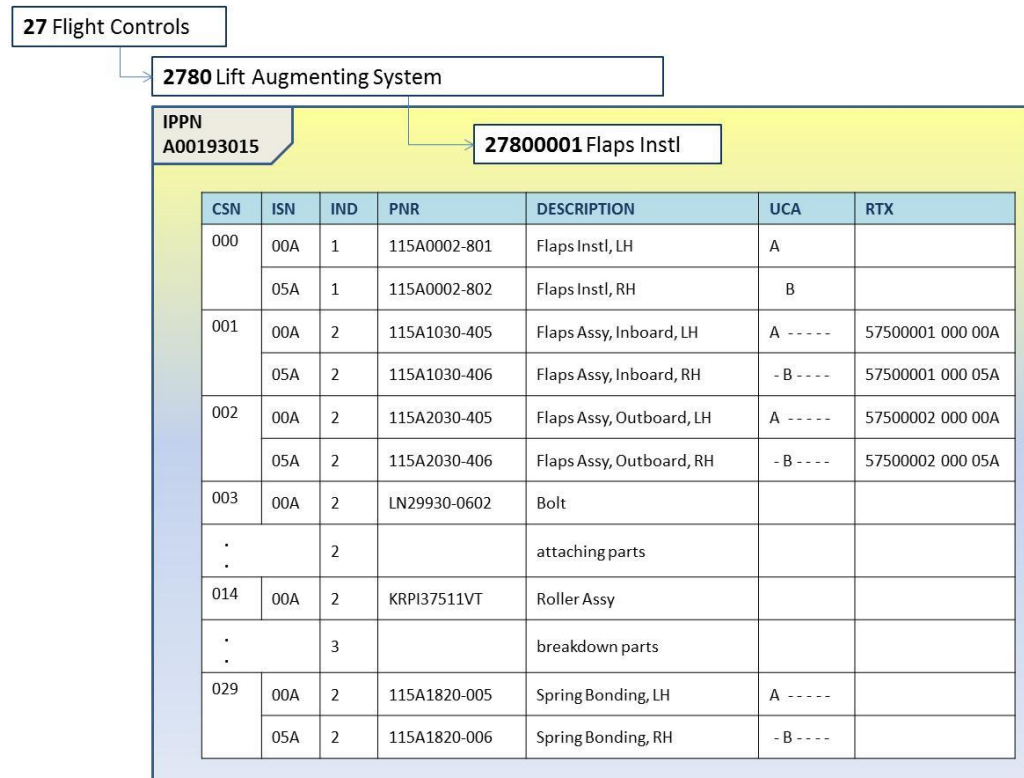 27 Flight Controls
2780 Lift Augmenting System
IPPN
A00193015
27800001 Flaps Instl
CSN ISN IND PNR DESCRIPTION UCA RTX
000 00A 1 115A0002-801 Flaps Instl, LH A
05A 1 115A0002-802 Flaps Instl, RH B
001 00A 2 115A1030-405 Flaps Assy, Inboard, LH A - - - - - 57500001 000 00A
05A 2 115A1030-406 Flaps Assy, Inboard, RH - B - - - - 57500001 000 05A
002 00A 2 115A2030-405 Flaps Assy, Outboard, LH A - - - - - 57500002 000 00A
05A 2 115A2030-406 Flaps Assy, Outboard, RH - B - - - - 57500002 000 05A
003 00A 2 LN29930-0602 Bolt
. 2 attaching parts
.
014 00A 2 KRPI37511VT Roller Assy
. 3 breakdown parts
.
029 00A 2 115A1820-005 Spring Bonding, LH A - - - - -
05A 2 115A1820-006 Spring Bonding, RH - B - - - -